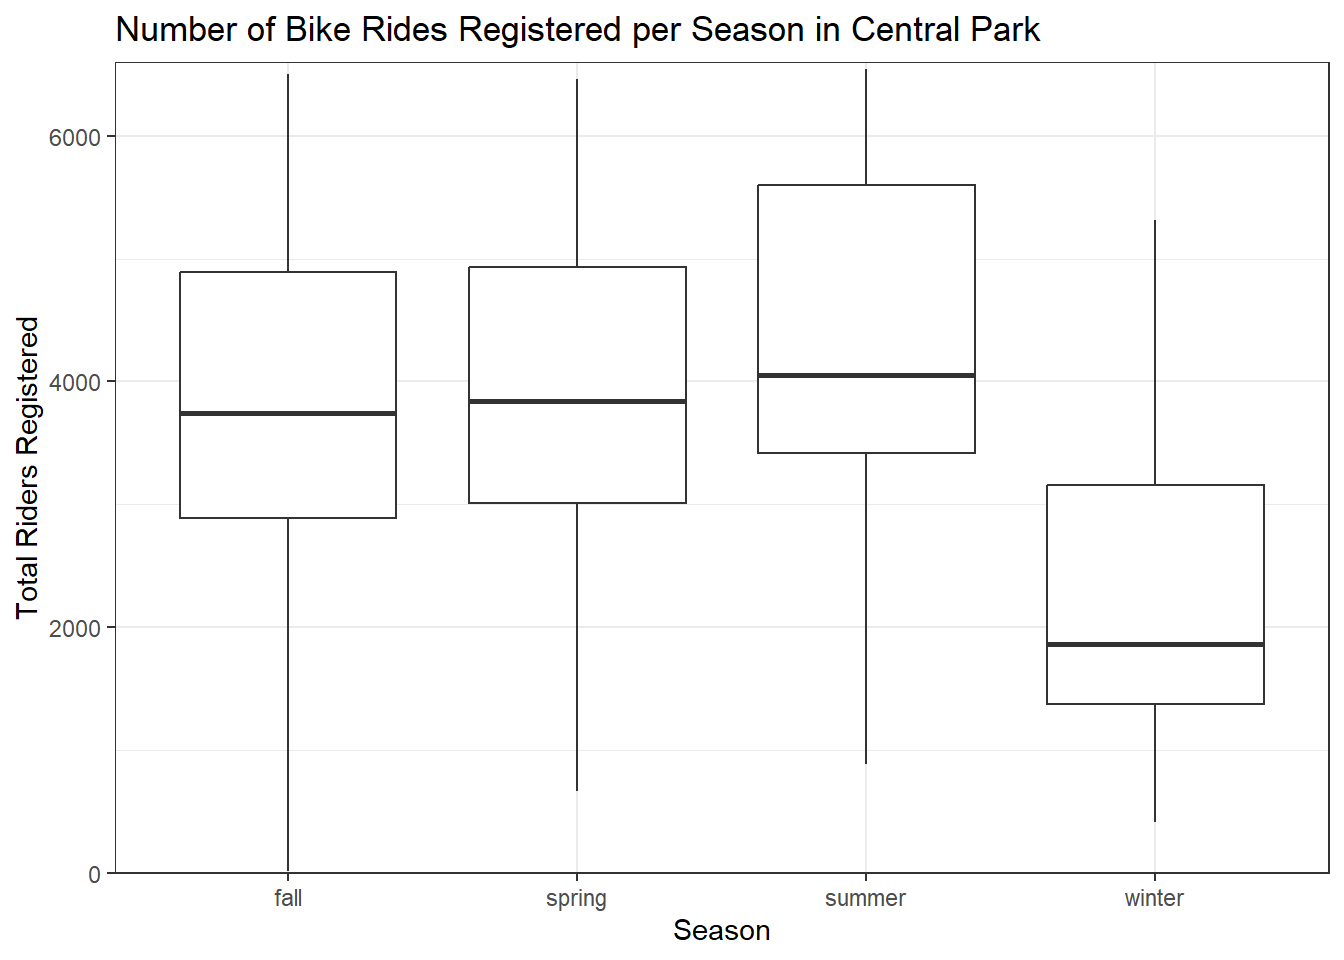 Number of Bike Rides Registered per Season in Central Park
Total Riders Registered
6000
4000
2000
0
fall spring summer winter
Season